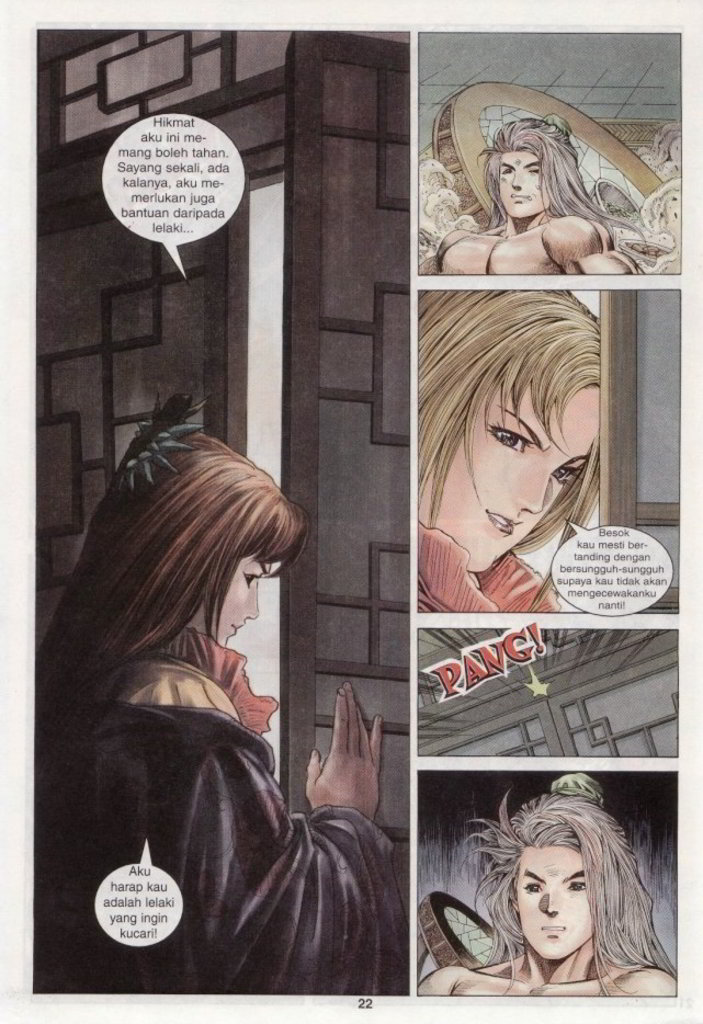 Hikmat
aku ini me-
mang boleh tahan.
Sayang sekali, ada
kalanya, aku me-
merlukan juga
bantuan daripada
lelaki...
Aku
harap kau
adalah lelaki
yang ingin
kucari!
Besok
kau mesti ber-
tanding dengan
bersungguh-sungguh
supaya kau tidak akan
mengecewakanku
nanti!
PANG!
22